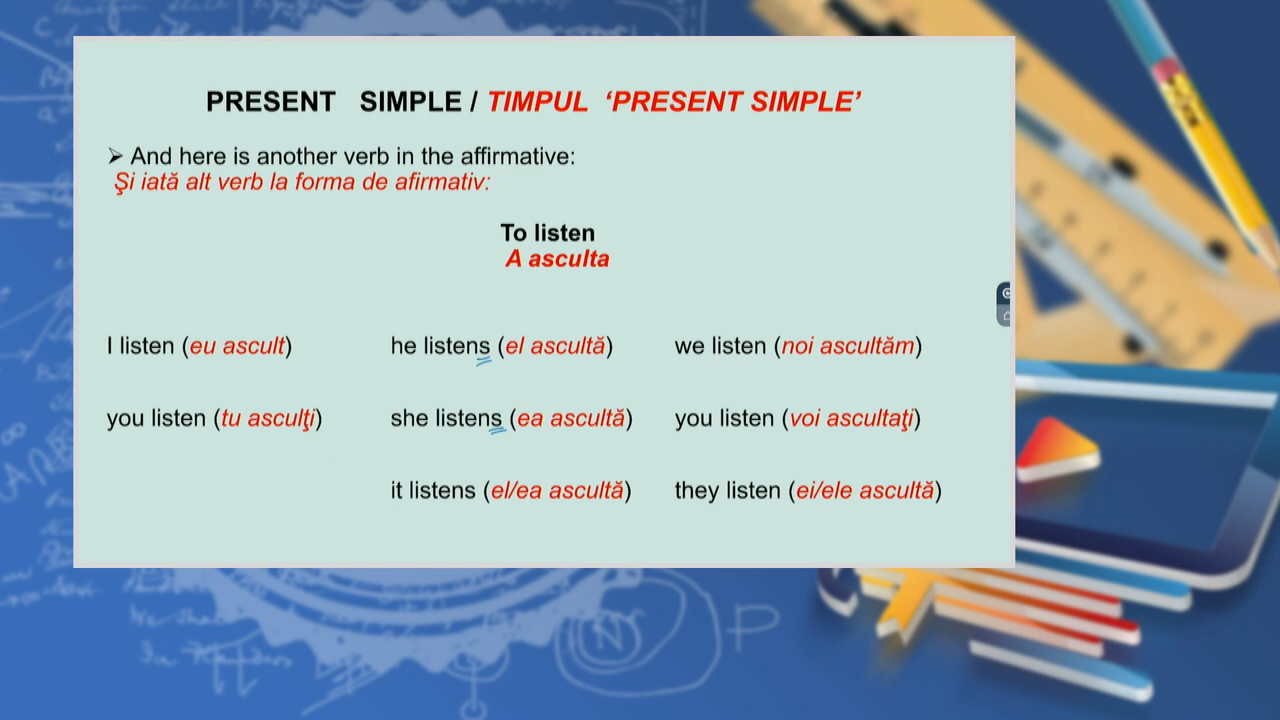 PRESENT SIMPLE / TIMPUL ‘PRESENT SIMPLE’
➢ And here is another verb in the affirmative:
Şi iată alt verb la forma de afirmativ:
To listen
A asculta
I listen (eu ascult)
he listens (el ascultă)
we listen (noi ascultăm)
you listen (tu asculţi)
she listens (ea ascultă)
you listen (voi ascultaţi)
it listens (el/ea ascultă)
they listen (ei/ele ascultă)
N
P